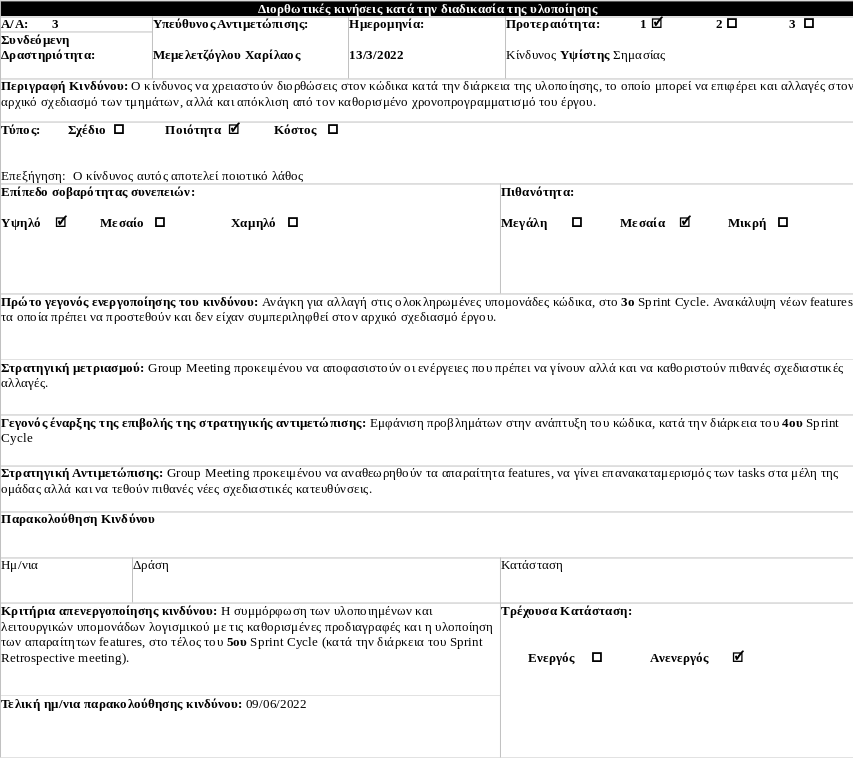 Διορθωτικές κινήσεις κατά την διαδικασία της υλοποίησης
Α/Α: 3 Υπεύθυνος Αντιμετώπισης: Ημερομηνία: Προτεραιότητα: 1 ☑ 2 ☐ 3 ☐
Συνδεόμενη
Δραστηριότητα: Μεμελετζόγλου Χαρίλαος 13/3/2022 Κίνδυνος Υψίστης Σημασίας
Περιγραφή Κινδύνου: Ο κίνδυνος να χρειαστούν διορθώσεις στον κώδικα κατά την διάρκεια της υλοποίησης, το οποίο μπορεί να επιφέρει και αλλαγές στον
αρχικό σχεδιασμό των τμημάτων, αλλά και απόκλιση από τον καθορισμένο χρονοπρογραμματισμό του έργου.
Τύπος: Σχέδιο ☐ Ποιότητα ☑ Κόστος ☐
Επεξήγηση: Ο κίνδυνος αυτός αποτελεί ποιοτικό λάθος
Επίπεδο σοβαρότητας συνεπειών: Πιθανότητα:
Υψηλό ☑ Μεσαίο ☐ Χαμηλό ☐ Μεγάλη ☐ Μεσαία ☑ Μικρή ☐
Πρώτο γεγονός ενεργοποίησης του κινδύνου: Ανάγκη για αλλαγή στις ολοκληρωμένες υπομονάδες κώδικα, στο 3ο Sprint Cycle. Ανακάλυψη νέων features
τα οποία πρέπει να προστεθούν και δεν είχαν συμπεριληφθεί στον αρχικό σχεδιασμό έργου.
Στρατηγική μετριασμού: Group Meeting προκειμένου να αποφασιστούν οι ενέργειες που πρέπει να γίνουν αλλά και να καθοριστούν πιθανές σχεδιαστικές
αλλαγές.
Γεγονός έναρξης της επιβολής της στρατηγικής αντιμετώπισης: Εμφάνιση προβλημάτων στην ανάπτυξη του κώδικα, κατά την διάρκεια του 4ου Sprint
Cycle
Στρατηγική Αντιμετώπισης: Group Meeting προκειμένου να αναθεωρηθούν τα απαραίτητα features, να γίνει επανακαταμερισμός των tasks στα μέλη της
ομάδας αλλά και να τεθούν πιθανές νέες σχεδιαστικές κατευθύνσεις.
Παρακολούθηση Κινδύνου
Ημ/νια Δράση Κατάσταση
Κριτήρια απενεργοποίησης κινδύνου: Η συμμόρφωση των υλοποιημένων και
λειτουργικών υπομονάδων λογισμικού με τις καθορισμένες προδιαγραφές και η υλοποίηση
των απαραίτητων features, στο τέλος του 5ου Sprint Cycle (κατά την διάρκεια του Sprint
Retrospective meeting).
Τρέχουσα Κατάσταση:
Ενεργός ☐ Ανενεργός ☑
Τελική ημ/νια παρακολούθησης κινδύνου: 09/06/2022